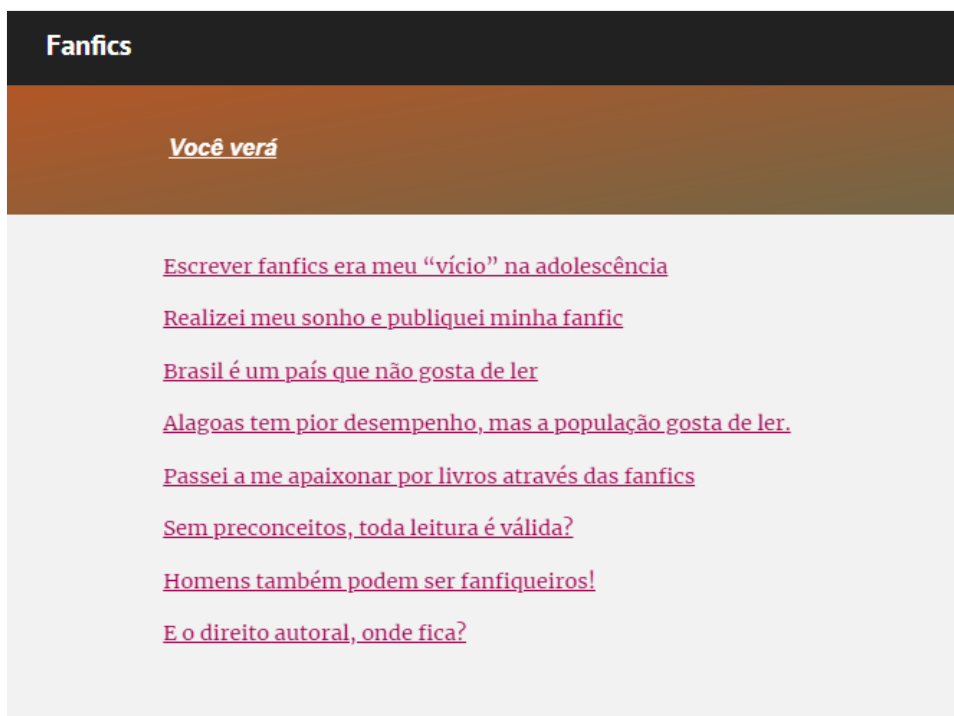 Fanfics
Você verá
Escrever fanfics era meu “vício” na adolescência
Realizei meu sonho e publiquei minha fanfic
Brasil é um país que não gosta de ler
Alagoas tem pior desempenho, mas a população gosta de ler.
Passei a me apaixonar por livros através das fanfics
Sem preconceitos, toda leitura é válida?
Homens também podem ser fanfiqueiros!
E o direito autoral, onde fica?